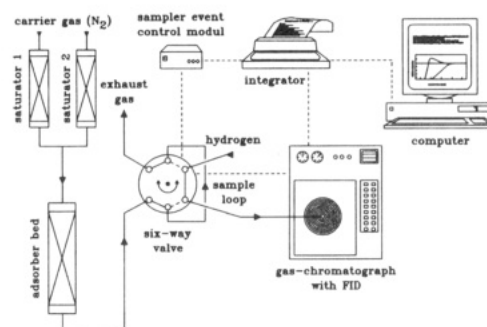 carrier gas (N2)
saturator 1
saturator 2
sampler event
control modul
integrator
computer
exhaust
gas
hydrogen
sample
loop
six-way
valve
adsorber bed
gas-chromatograph
with FID